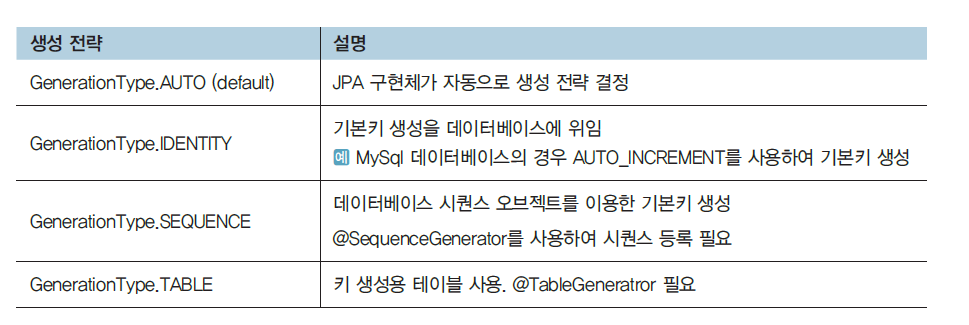 생성 전략 설명
GenerationType.AUTO (default) JPA 구현체가 자동으로 생성 전략 결정
GenerationType.IDENTITY 기본키 생성을 데이터베이스에 위임
예 MySql 데이터베이스의 경우 AUTO_INCREMENT를 사용하여 기본키 생성
GenerationType.SEQUENCE 데이터베이스 시퀀스 오브젝트를 이용한 기본키 생성
@SequenceGenerator를 사용하여 시퀀스 등록 필요
GenerationType.TABLE 키 생성용 테이블 사용. @TableGeneratror 필요